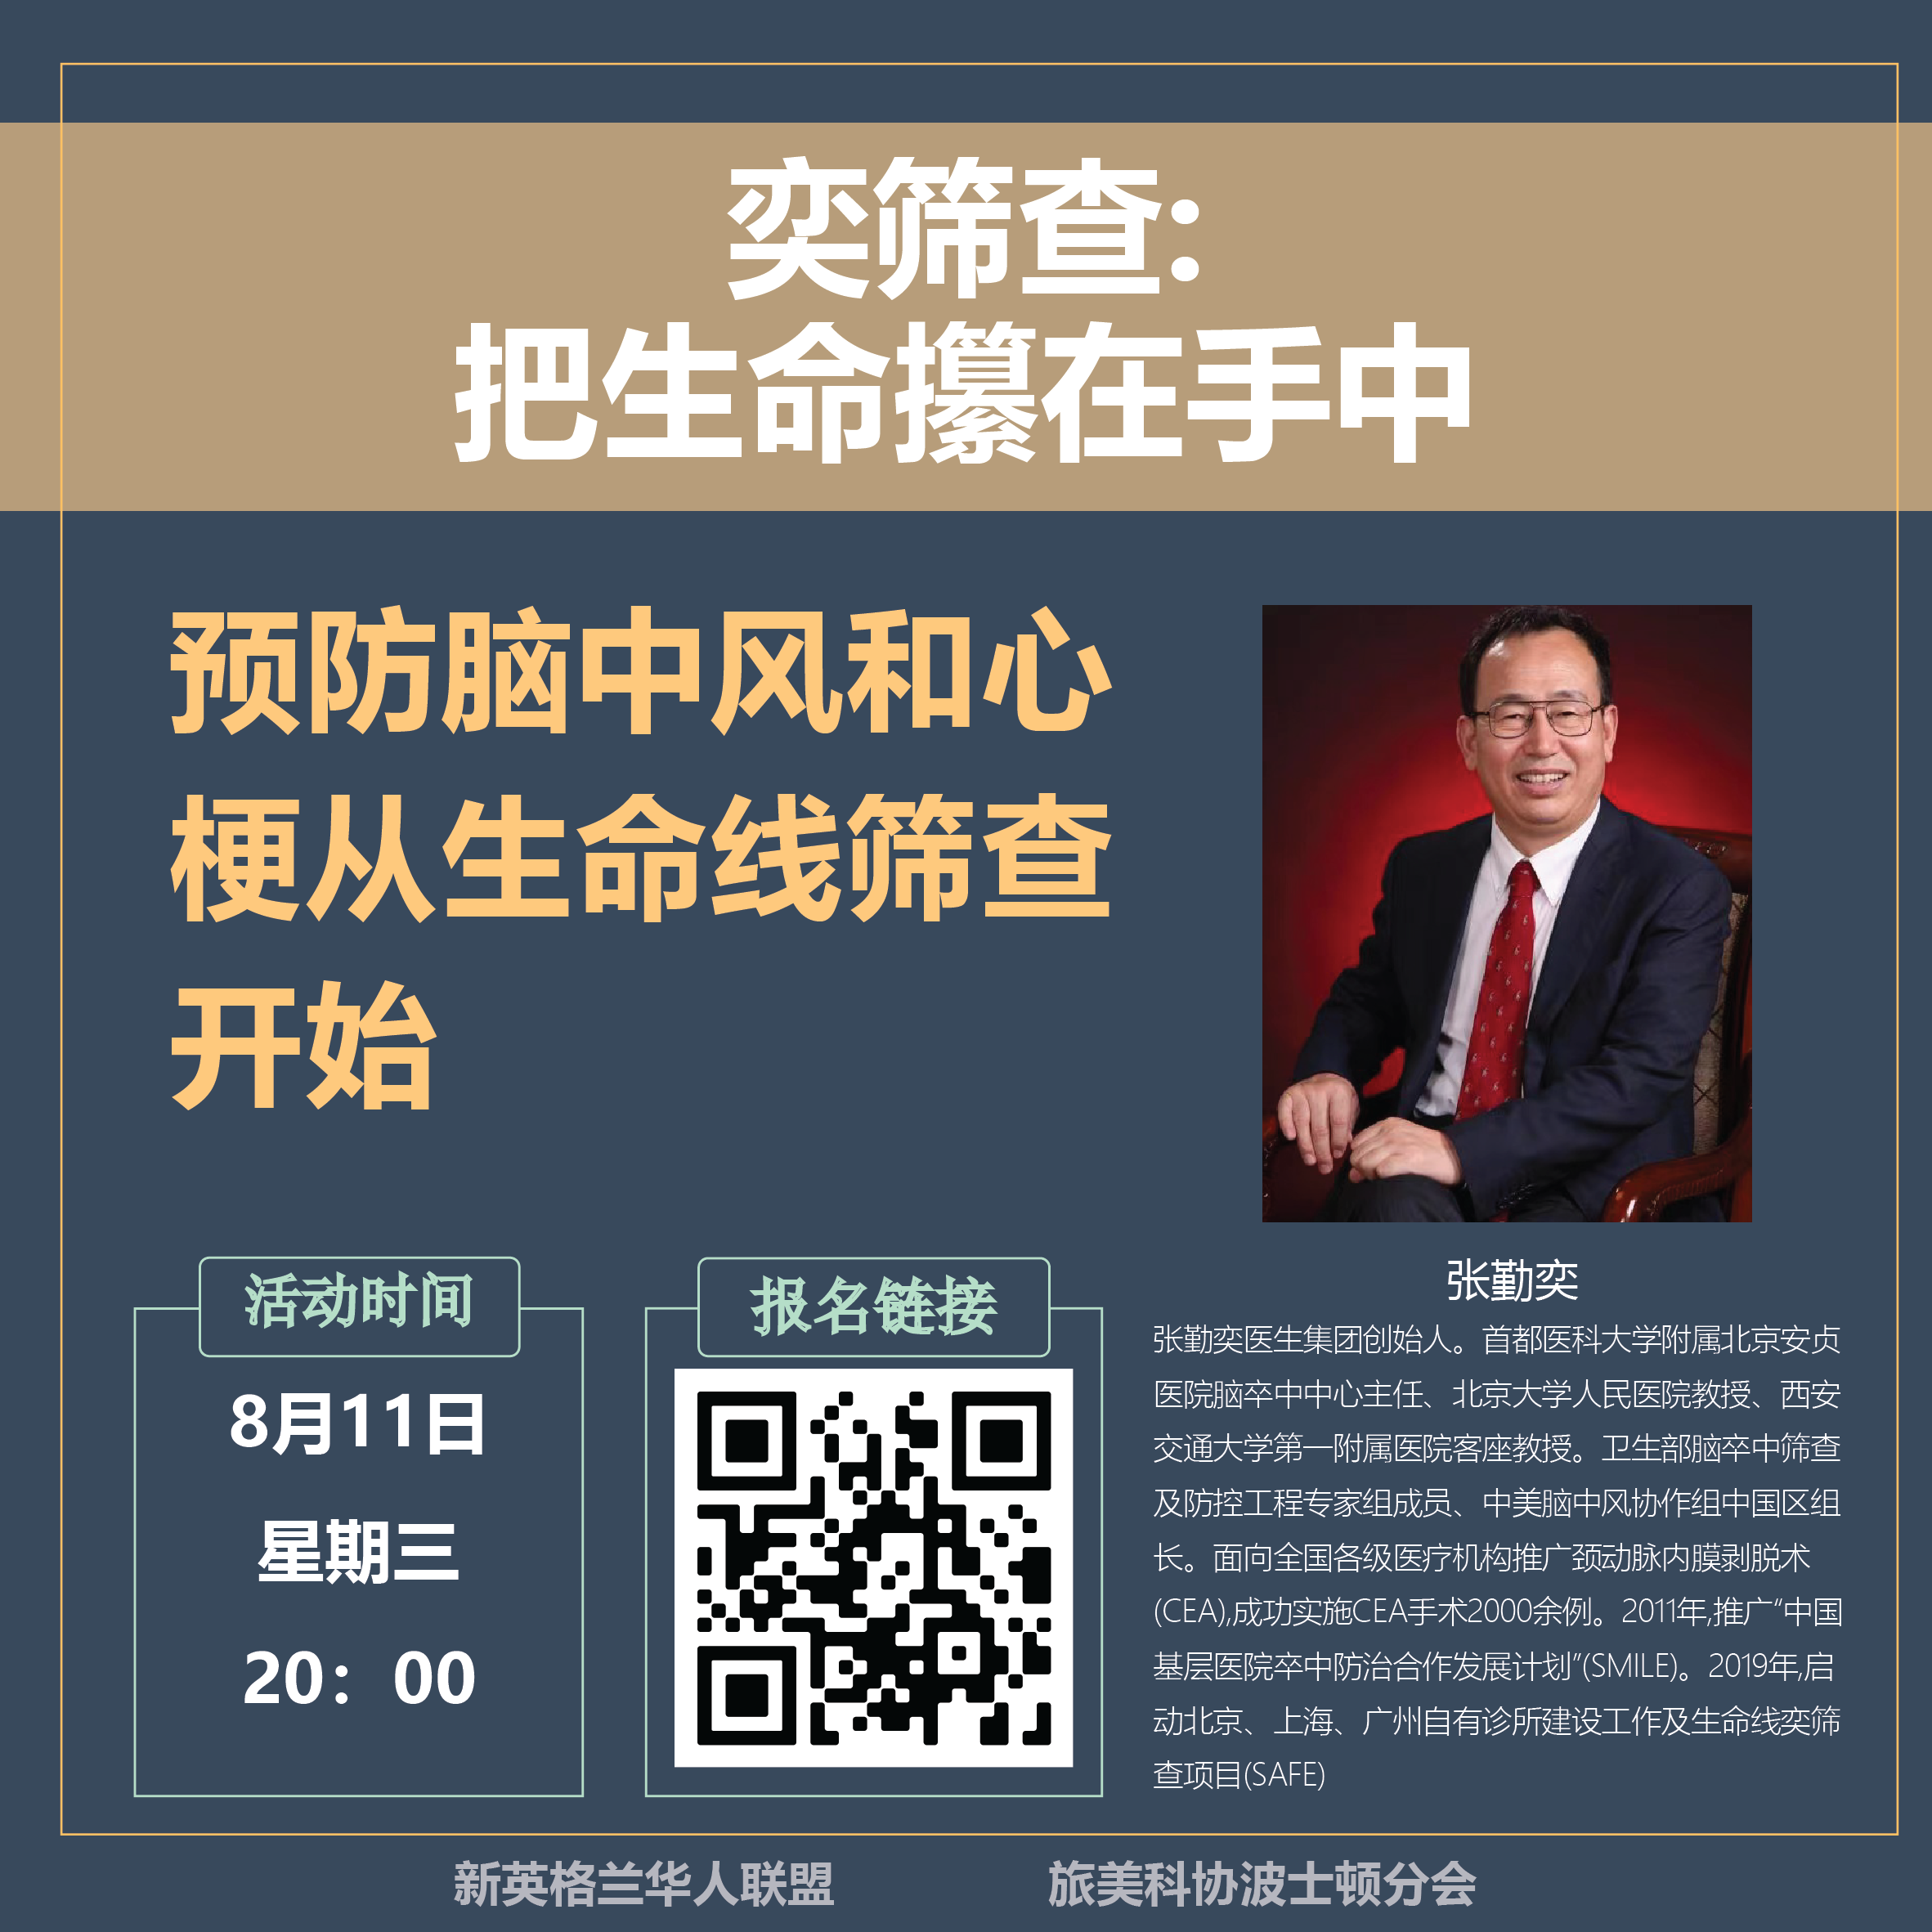 奕筛查:
把生命攥在手中
预防脑中风和心
梗从生命线筛查
开始
张勤奕
张勤奕医生集团创始人。首都医科大学附属北京安贞
医院脑卒中中心主任、北京大学人民医院教授、西安
交通大学第一附属医院客座教授。卫生部脑卒中筛查
及防控工程专家组成员、中美脑中风协作组中国区组
长。面向全国各级医疗机构推广颈动脉内膜剥脱术
(CEA),成功实施CEA手术2000余例。2011年,推广“中国
基层医院卒中防治合作发展计划”(SMILE)。2019年,启
动北京、上海、广州自有诊所建设工作及生命线奕筛
查项目(SAFE)
活动时间
8月11日
星期三
20：00
报名链接
新英格兰华人联盟
旅美科协波士顿分会